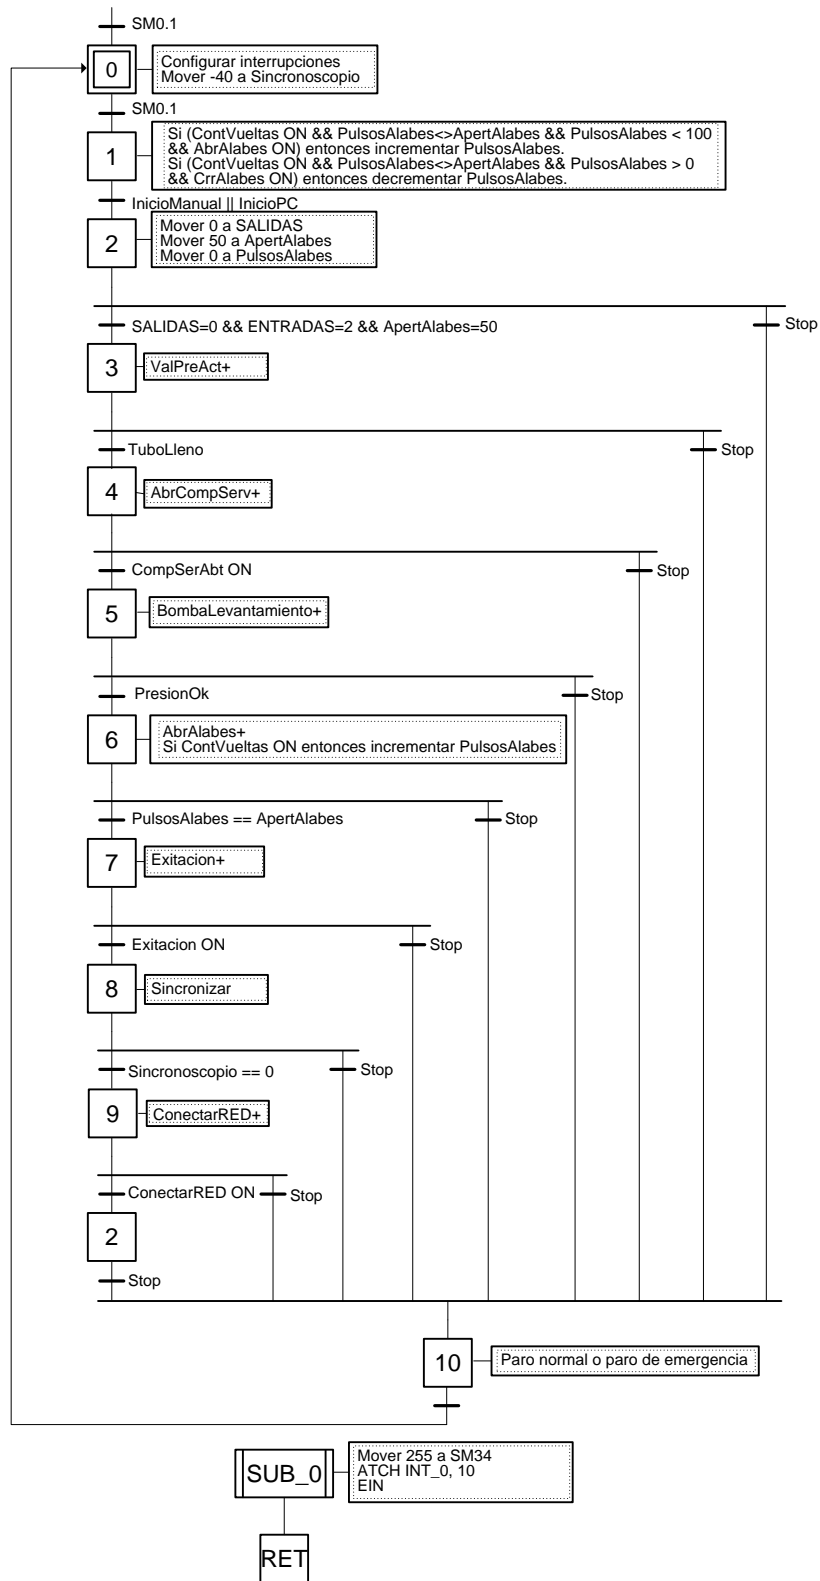 SM0.1
0
Configurar interrupciones
Mover -40 a Sincronoscopio
SM0.1
1
Si (ContVueltas ON && PulsosAlabes<>ApertAlabes && PulsosAlabes < 100
&& AbrAlabes ON) entonces incrementar PulsosAlabes.
Si (ContVueltas ON && PulsosAlabes<>ApertAlabes && PulsosAlabes > 0
&& CrrAlabes ON) entonces decrementar PulsosAlabes.
InicioManual || InicioPC
2
Mover 0 a SALIDAS
Mover 50 a ApertAlabes
Mover 0 a PulsosAlabes
SALIDAS=0 && ENTRADAS=2 && ApertAlabes=50
Stop
3
ValPreAct+
TuboLleno
Stop
4
AbrCompServ+
CompSerAbt ON
Stop
5
BombaLevantamiento+
PresionOk
Stop
6
AbrAlabes+
Si ContVueltas ON entonces incrementar PulsosAlabes
PulsosAlabes == ApertAlabes
Stop
7
Exitacion+
Exitacion ON
Stop
8
Sincronizar
Sincronoscopio == 0
Stop
9
ConectarRED+
ConectarRED ON
Stop
2
Stop
10
Paro normal o paro de emergencia
SUB_0
Mover 255 a SM34
ATCH INT_0, 10
EIN
RET